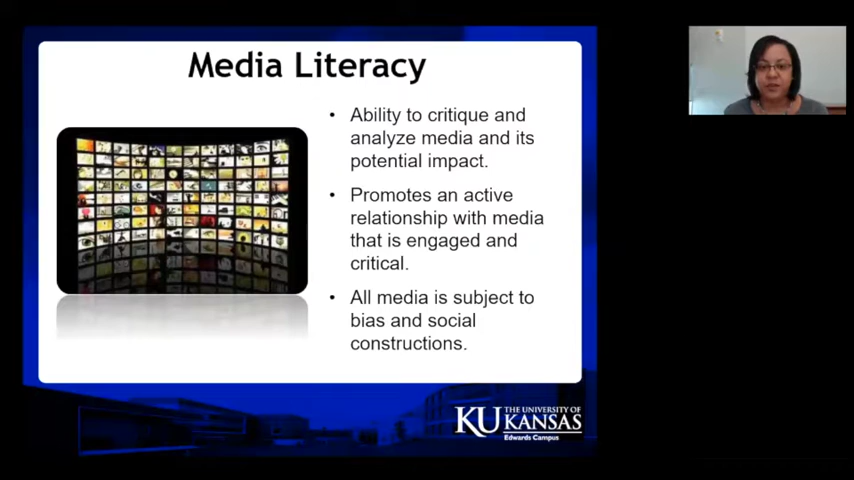 Media Literacy
• Ability to critique and
analyze media and its
potential impact.
• Promotes an active
relationship with media
that is engaged and
critical.
• All media is subject to
bias and social
constructions.
KU THE UNIVERSITY OF
KANSAS
Edwards Campus